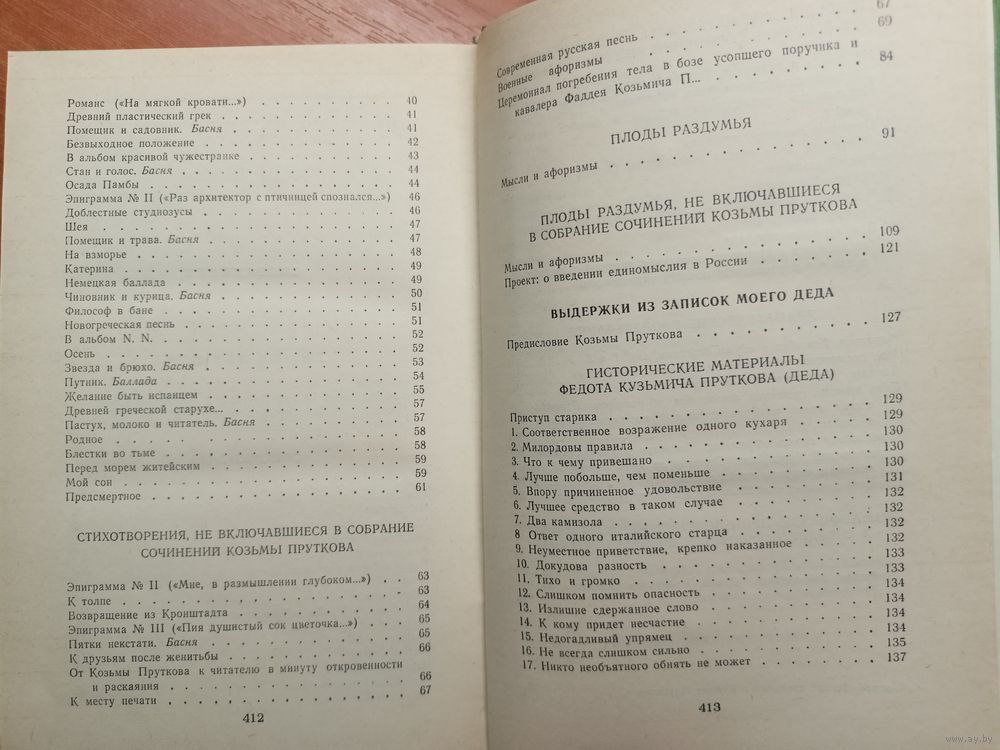 Романс («На мягкой кровати...») 40
Древний пластический грек 41
Помещик и садовник. Басня 41
Безвыходное положение 42
В альбом красивой чужестранке 43
Стан и голос. Басня 44
Осада Памбы 44
Эпиграмма № II («Раз архитектор с птичницей спознался...») 46
Доблестные студиозусы 46
Шея 47
Помещик и трава. Басня 47
На взморье 48
Катерина 49
Немецкая баллада 49
Чиновник и курица. Басня 50
Философ в бане 51
Новогреческая песнь 51
В альбом N. N. 52
Осень 52
Звезда и брюхо. Басня 53
Путник. Баллада 54
Желание быть испанцем 55
Древней греческой старухе... 57
Пастух, молоко и читатель. Басня 57
Родное 58
Блестки во тьме 58
Перед морем житейским 59
Мой сон 59
Предсмертное 61
СТИХОТВОРЕНИЯ, НЕ ВКЛЮЧАВШИЕСЯ В СОБРАНИЕ
СОЧИНЕНИЙ КОЗЬМЫ ПРУТКОВА
Эпиграмма № II («Мне, в размышлении глубоком...») 63
К толпе 63
Возвращение из Кронштадта 64
Эпиграмма № III («Пия душистый сок цветочка...») 65
Пятки некстати. Басня 65
К друзьям после женитьбы 66
От Козьмы Пруткова к читателю в минуту откровенности
и раскаяния 66
К месту печати 67
412
67
Современная русская песнь 69
Военные афоризмы
Церемониал погребения тела в бозе усопшего поручика и
кавалера Фаддея Козьмича П... 84
ПЛОДЫ РАЗДУМЬЯ
Мысли и афоризмы 91
ПЛОДЫ РАЗДУМЬЯ, НЕ ВКЛЮЧАВШИЕСЯ
В СОБРАНИЕ СОЧИНЕНИЙ КОЗЬМЫ ПРУТКОВА
Мысли и афоризмы 109
Проект: о введении единомыслия в России 121
ВЫДЕРЖКИ ИЗ ЗАПИСОК МОЕГО ДЕДА
Предисловие Козьмы Пруткова 127
ГИСТОРИЧЕСКИЕ МАТЕРИАЛЫ
ФЕДОТА КУЗЬМИЧА ПРУТКОВА (ДЕДА)
Приступ старика 129
1. Соответственное возражение одного кухаря 129
2. Милордовы правила 130
3. Что к чему привешано 130
4. Лучше побольше, чем поменьше 130
5. Впору причиненное удовольствие 131
6. Лучшее средство в таком случае 132
7. Два камизола 132
8 Ответ одного италийского старца 132
9. Неуместное приветствие, крепко наказанное 132
10. Докудова разность 133
11. Тихо и громко 133
12. Слишком помнить опасность 134
13. Излишне сдержанное слово 134
14. К кому придет несчастие 134
15. Недогадливый упрямец 134
16. Не всегда слишком сильно 135
17. Никто необъятного обнять не может 137
413
www.ay.by